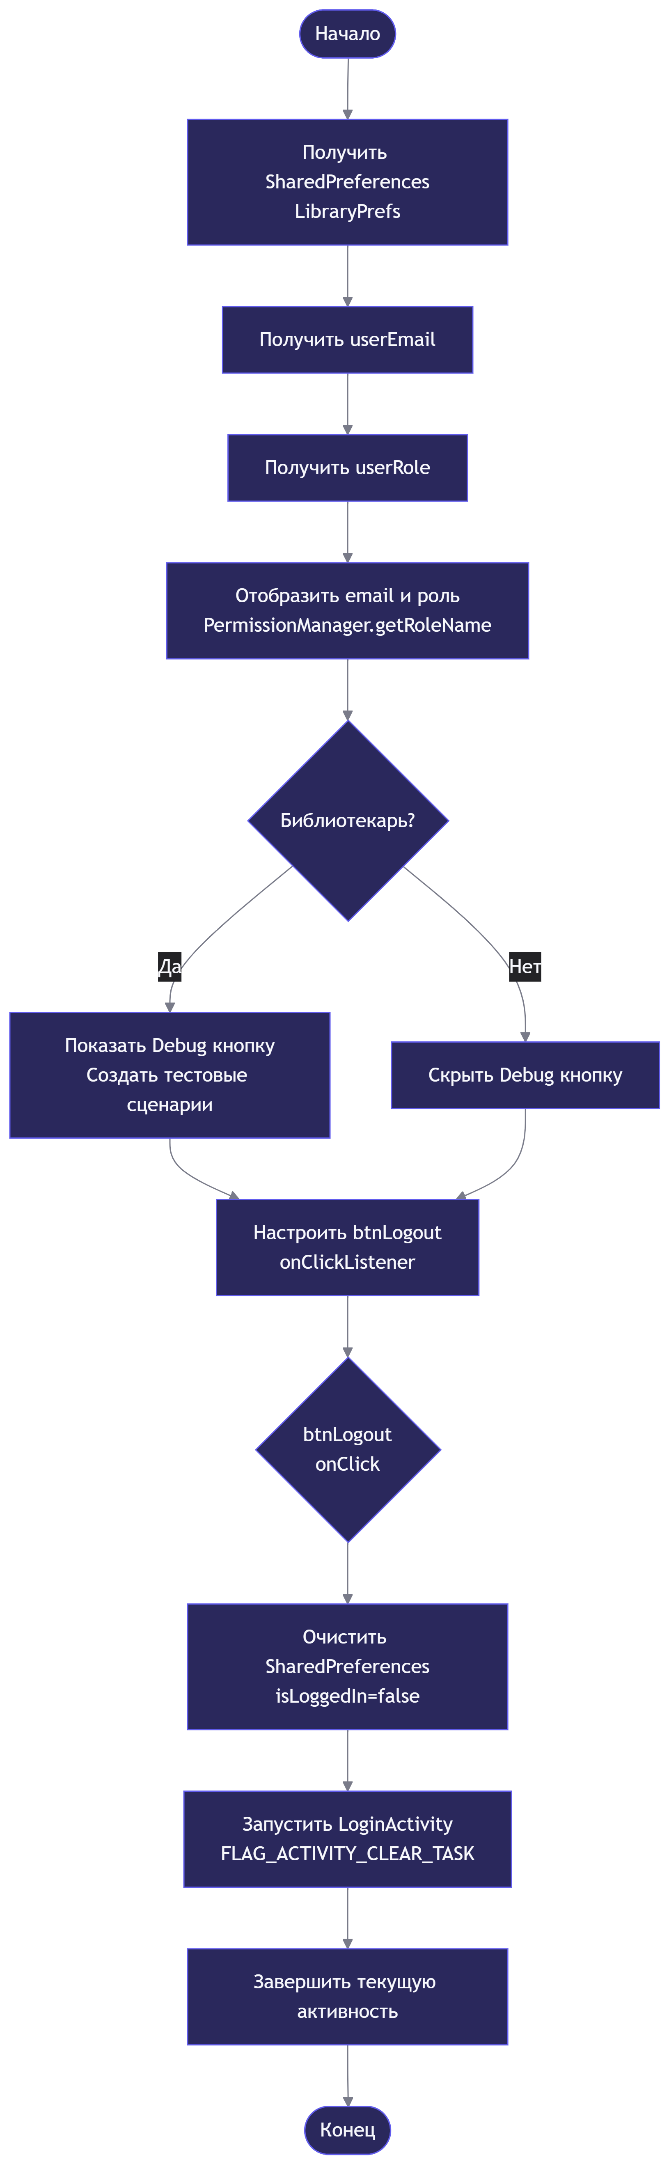 Начало
Получить
SharedPreferences
LibraryPrefs
Получить userEmail
Получить userRole
Отобразить email и роль
PermissionManager.getRoleName
Библиотекарь?
Да
Нет
Показать Debug кнопку
Создать тестовые
сценарии
Скрыть Debug кнопку
Настроить btnLogout
onClickListener
btnLogout
onClick
Очистить
SharedPreferences
isLoggedIn=false
Запустить LoginActivity
FLAG_ACTIVITY_CLEAR_TASK
Завершить текущую
активность
Конец